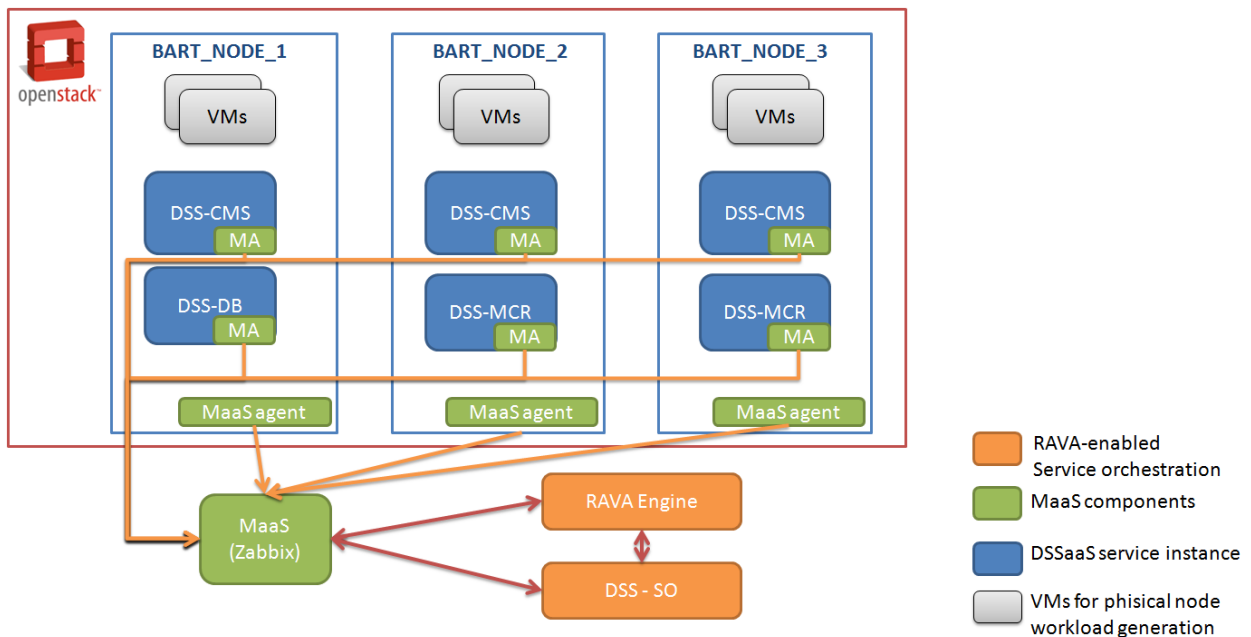 openstack™
BART_NODE_1
BART_NODE_2
BART_NODE_3
VMs
VMs
VMs
DSS-CMS
MA
DSS-CMS
MA
DSS-CMS
MA
DSS-DB
MA
DSS-MCR
MA
DSS-MCR
MA
MaaS agent
MaaS agent
MaaS agent
MaaS
(Zabbix)
RAVA Engine
DSS - SO
RAVA-enabled
Service orchestration
MaaS components
DSSaaS service instance
VMs for phisical node
workload generation